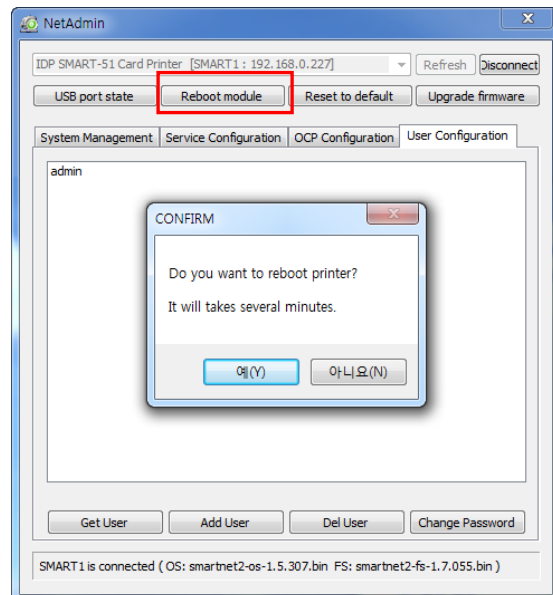 NetAdmin
IDP SMART-51 Card Printer [SMART1 : 192.168.0.227]
Refresh
Disconnect
USB port state
Reboot module
Reset to default
Upgrade firmware
System Management
Service Configuration
OCP Configuration
User Configuration
admin
CONFIRM
Do you want to reboot printer?
It will takes several minutes.
예(Y)
아니요(N)
Get User
Add User
Del User
Change Password
SMART1 is connected ( OS: smartnet2-os-1.5.307.bin FS: smartnet2-fs-1.7.055.bin )